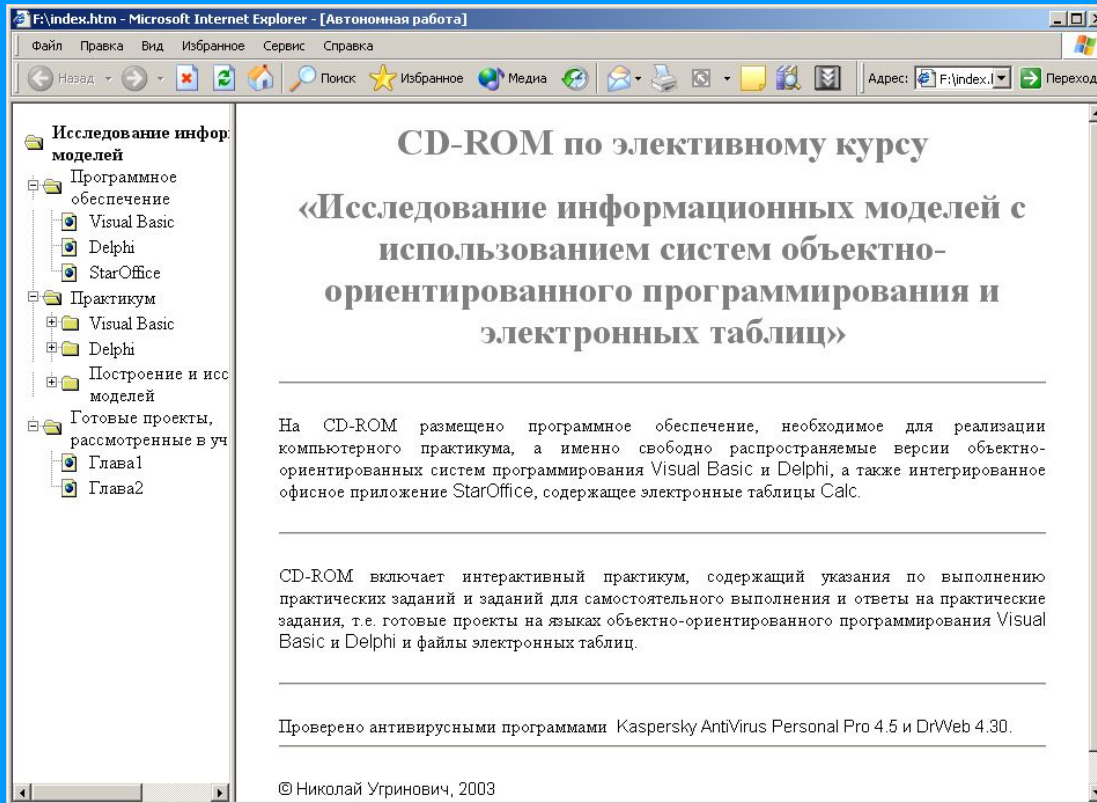 F:\index.htm - Microsoft Internet Explorer - [Автономная работа]
Файл Правка Вид Избранное Сервис Справка
Назад Поиск Избранное Медиа Адрес: F:\index.l Переход
Исследование инфор
моделей
Программное
обеспечение
Visual Basic
Delphi
StarOffice
Практикум
Visual Basic
Delphi
Построение и исс
моделей
Готовые проекты,
рассмотренные в уч
Глава1
Глава2
CD-ROM по элективному курсу
«Исследование информационных моделей с
использованием систем объектно-
ориентированного программирования и
электронных таблиц»
На CD-ROM размещено программное обеспечение, необходимое для реализации
компьютерного практикума, а именно свободно распространяемые версии объектно-
ориентированных систем программирования Visual Basic и Delphi, а также интегрированное
офисное приложение StarOffice, содержащее электронные таблицы Calc.
CD-ROM включает интерактивный практикум, содержащий указания по выполнению
практических заданий и заданий для самостоятельного выполнения и ответы на практические
задания, т.е. готовые проекты на языках объектно-ориентированного программирования Visual
Basic и Delphi и файлы электронных таблиц.
Проверено антивирусными программами Kaspersky AntiVirus Personal Pro 4.5 и DrWeb 4.30.
© Николай Угринович, 2003